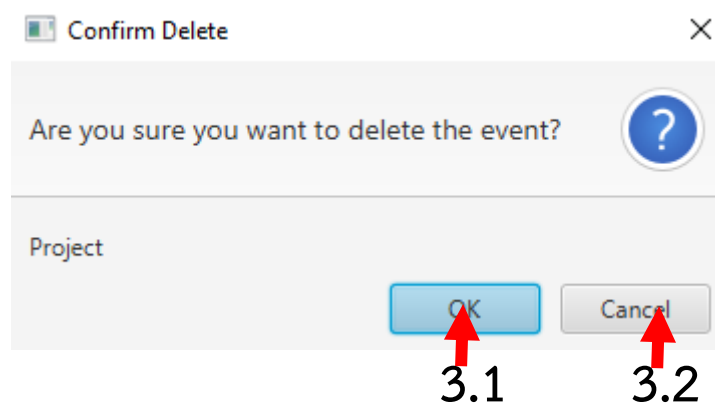 Confirm Delete
Are you sure you want to delete the event?
?
Project
OK Cancel
3.1 3.2